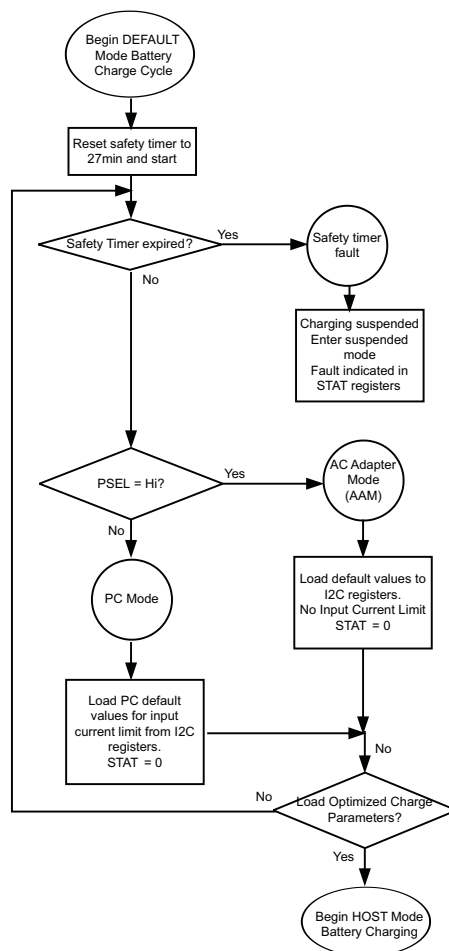 Begin DEFAULT
Mode Battery
Charge Cycle
Reset safety timer to
27min and start
Safety Timer expired?
Yes
Safety timer
fault
No
Charging suspended
Enter suspended
mode
Fault indicated in
STAT registers
PSEL = Hi?
Yes
AC Adapter
Mode
(AAM)
No
PC Mode
Load default values to
I2C registers.
No Input Current Limit
STAT = 0
Load PC default
values for input
current limit from I2C
registers.
STAT = 0
No
No
Load Optimized Charge
Parameters?
Yes
Begin HOST Mode
Battery Charging